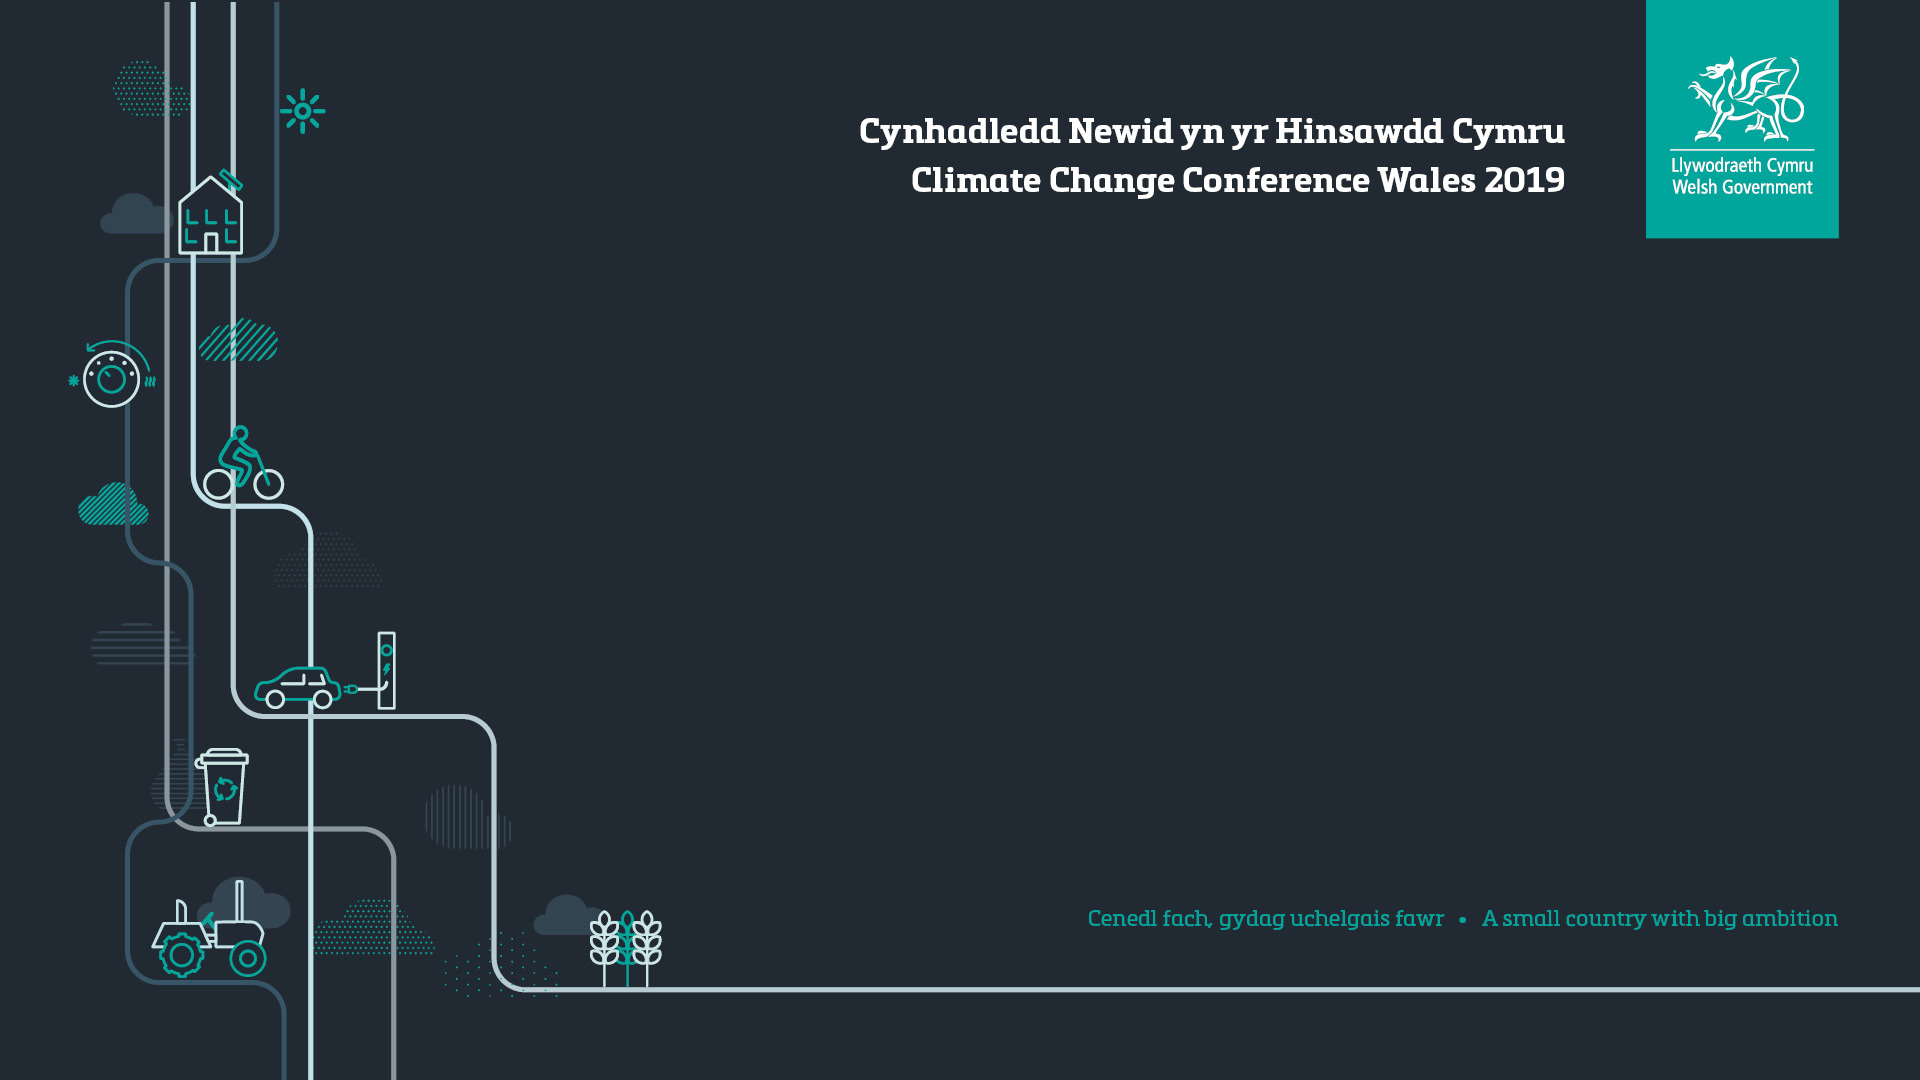 Cynhadledd Newid yn yr Hinsawdd Cymru
Climate Change Conference Wales 2019
Llywodraeth Cymru
Welsh Government
Cenedl fach, gydag uchelgais fawr • A small country with big ambition